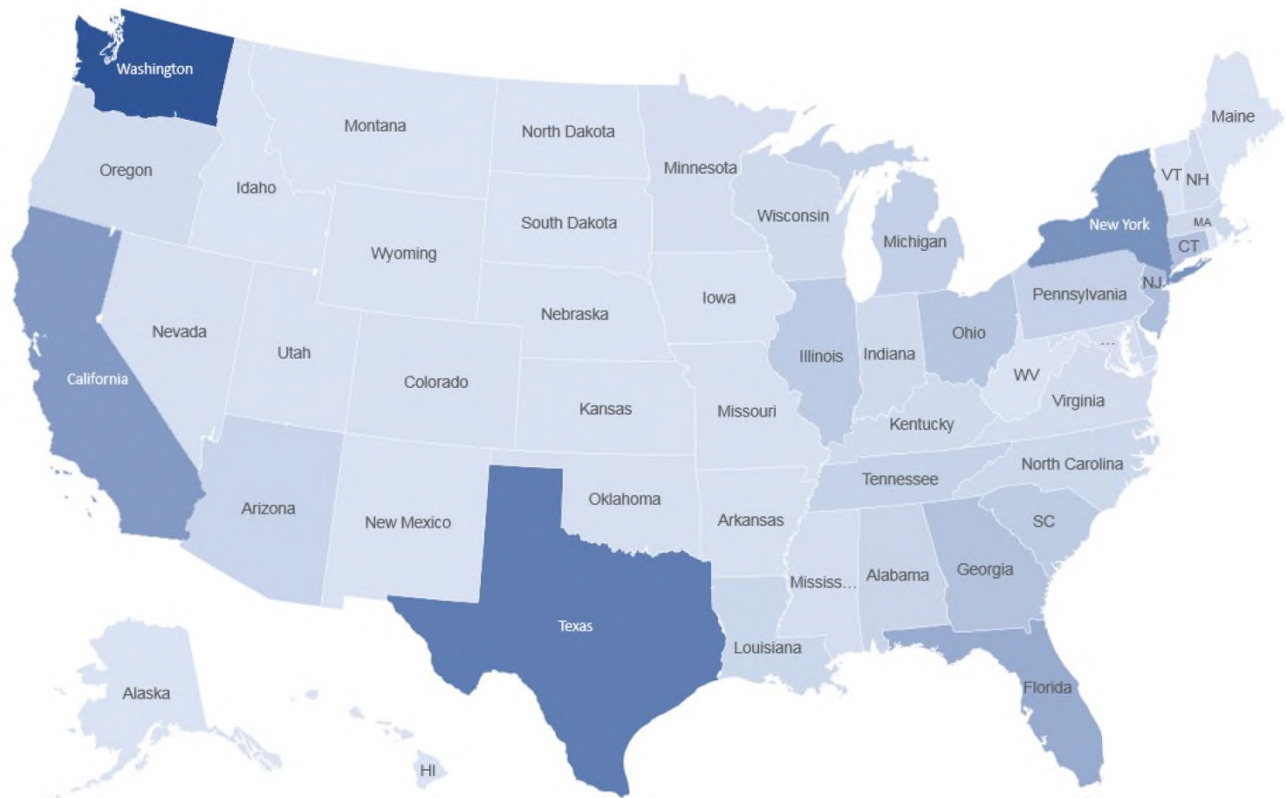 Washington
Maine
Montana
North Dakota
Minnesota
Oregon
VT
NH
Idaho
Wisconsin
South Dakota
New York
MA
Michigan
CT
Wyoming
NJ
Pennsylvania
Iowa
Nebraska
Nevada
Ohio
...
Utah
Illinois
Indiana
WV
California
Colorado
Virginia
Kansas
Missouri
Kentucky
North Carolina
Tennessee
Oklahoma
Arizona
New Mexico
Arkansas
SC
Georgia
Alabama
Mississ...
Texas
Louisiana
Florida
Alaska
HI